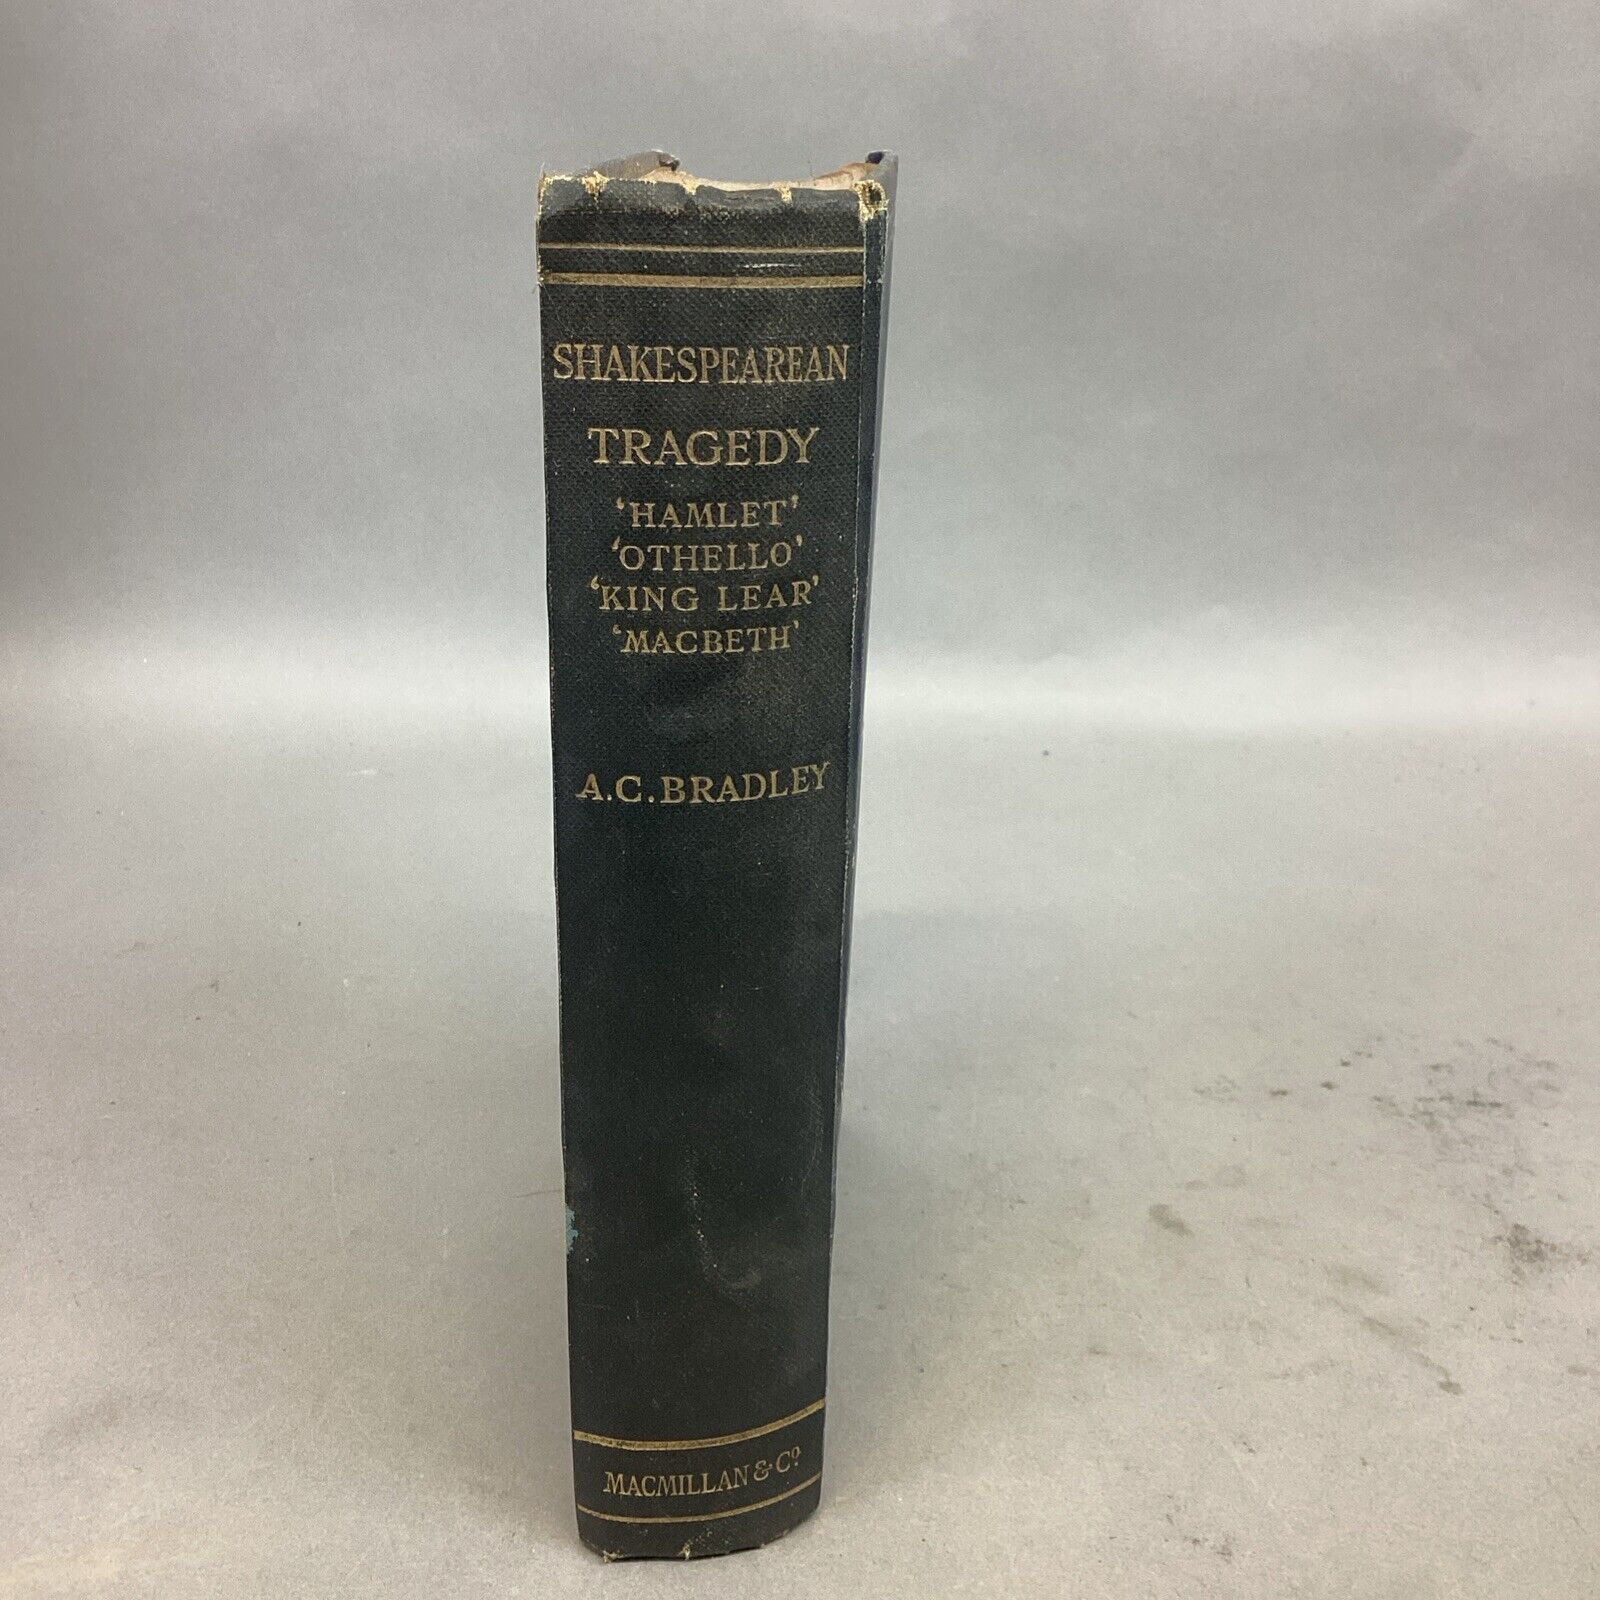 SHAKESPEAREAN
TRAGEDY
‘HAMLET’
‘OTHELLO’
‘KING LEAR’
‘MACBETH’
A.C. BRADLEY
MACMILLAN & Cº